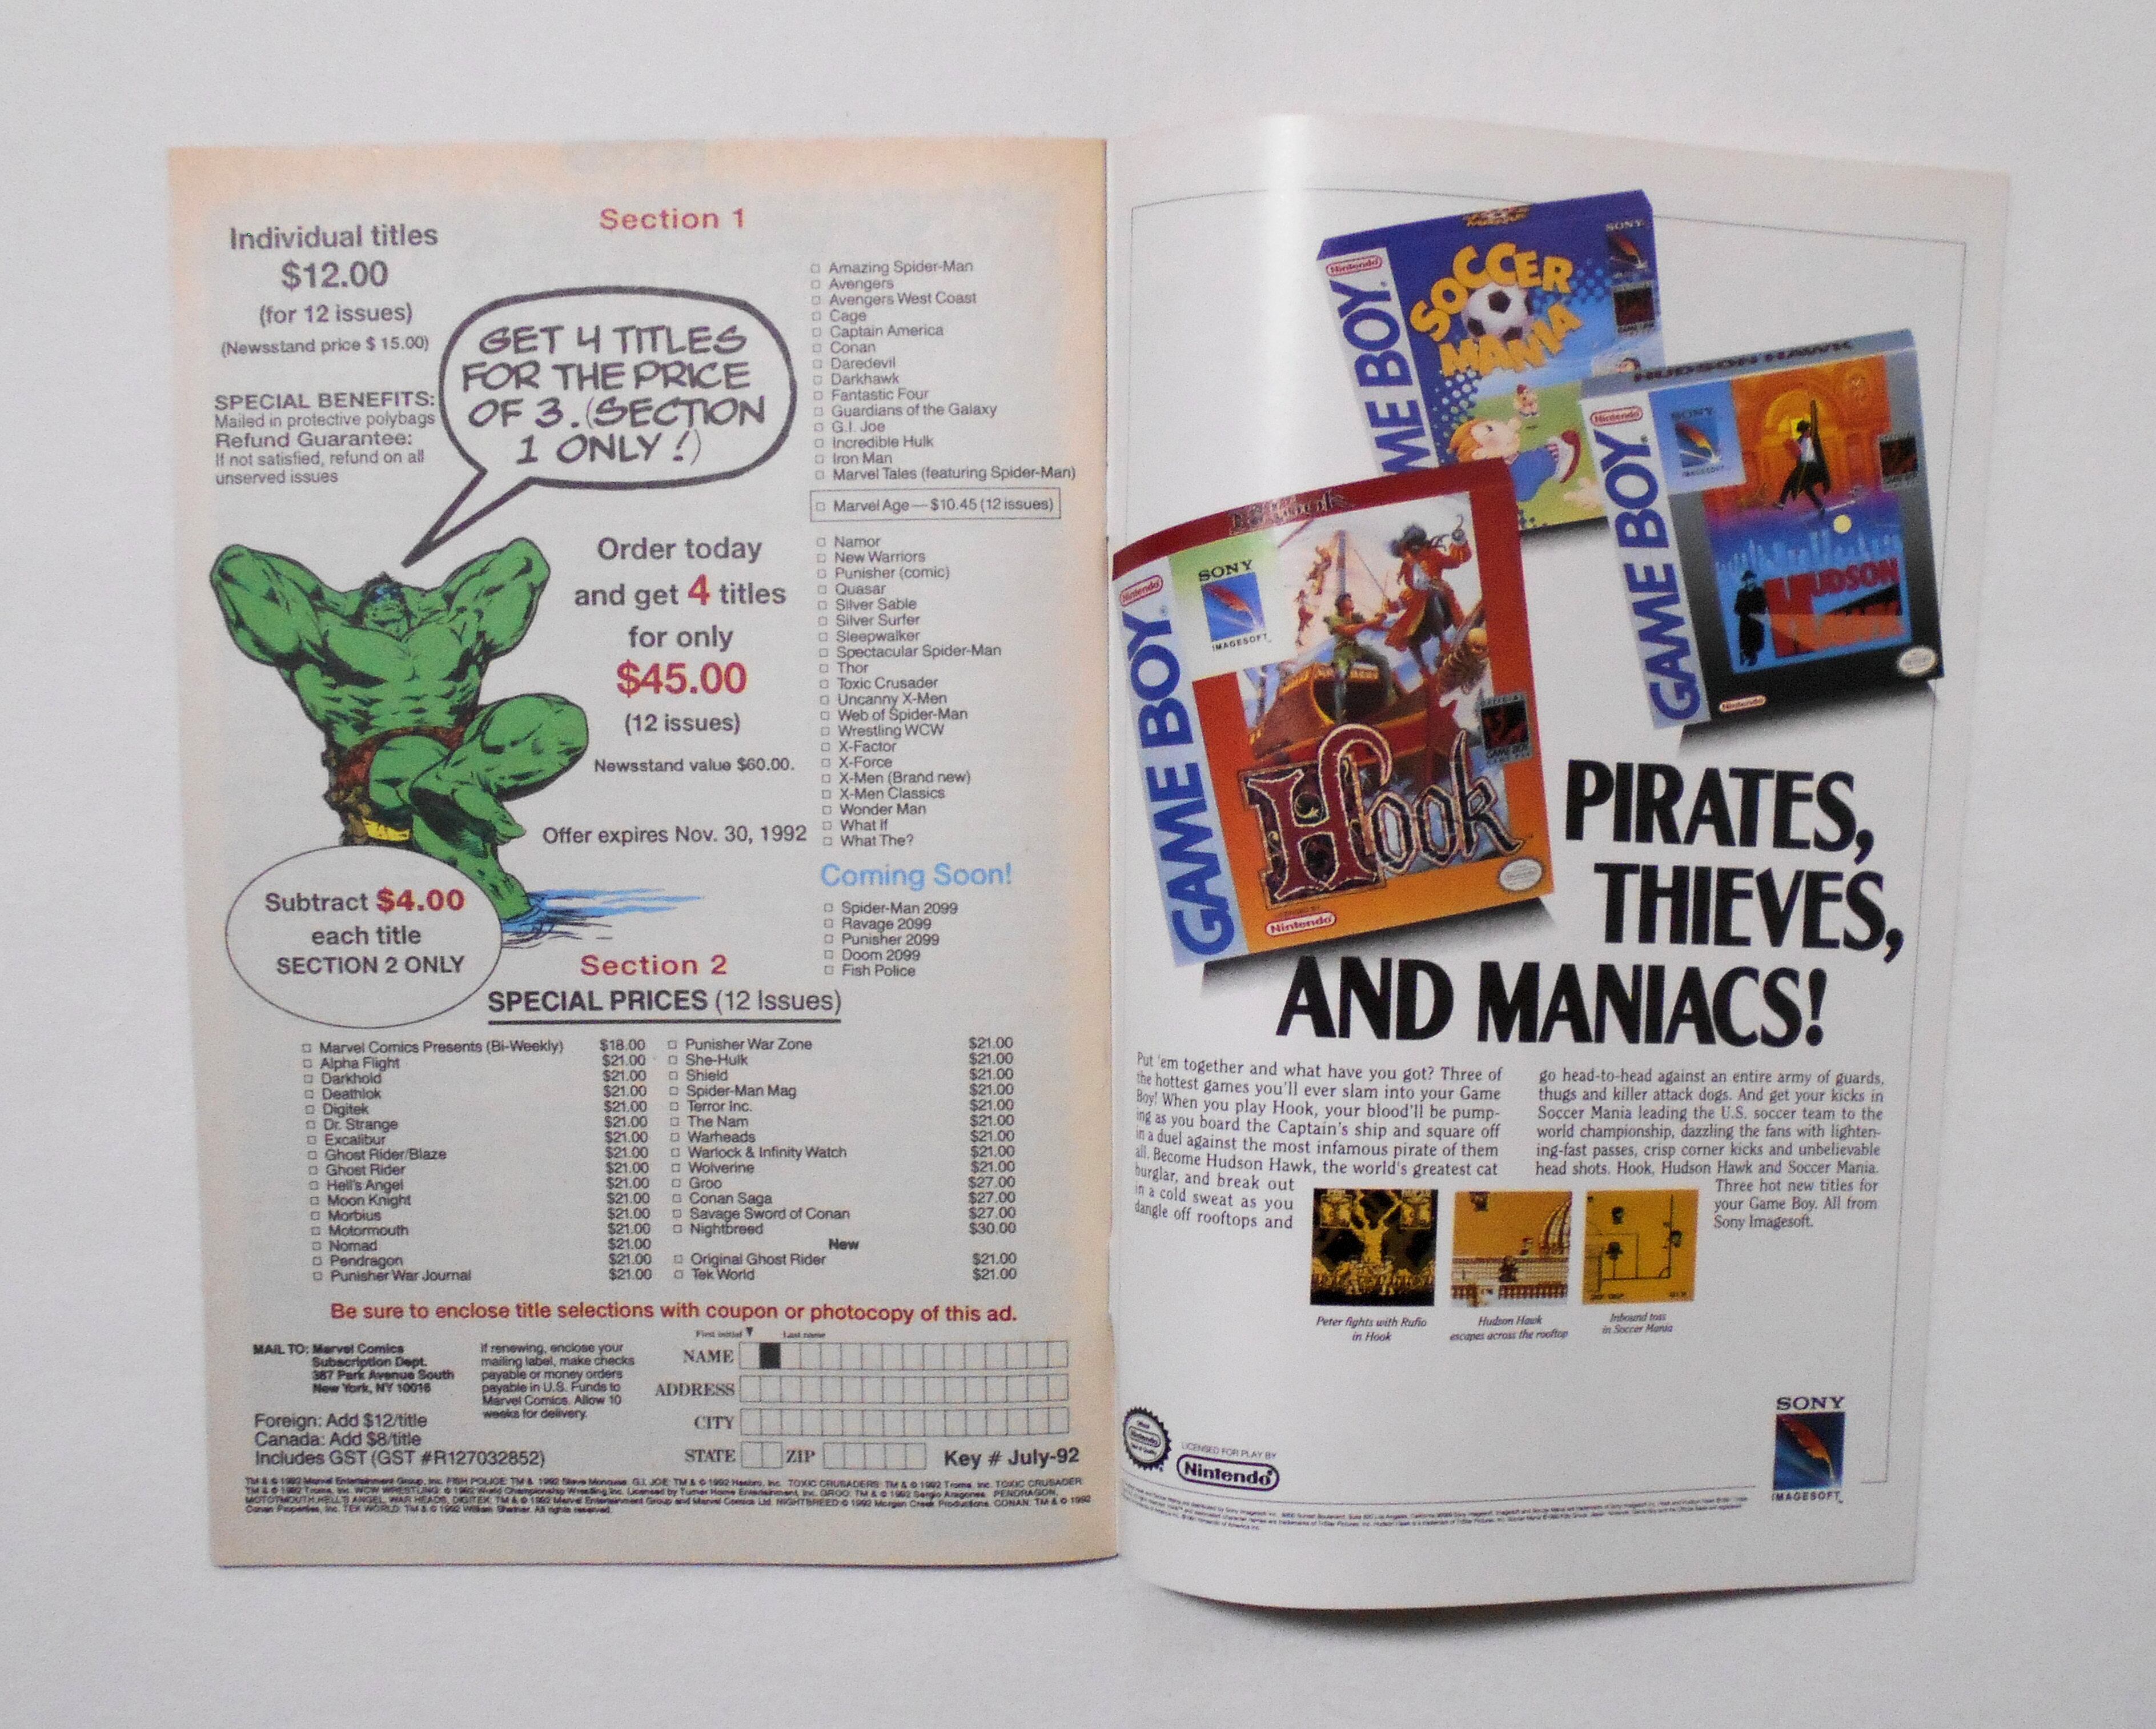 Section 1
Individual titles
$12.00
(for 12 issues)
(Newsstand price $ 15.00)
SPECIAL BENEFITS:
Mailed in protective polybags
Refund Guarantee:
If not satisfied, refund on all
unserved issues
GET 4 TITLES
FOR THE PRICE
OF 3. (SECTION
1 ONLY!)
Order today
and get 4 titles
for only
$45.00
(12 issues)
Newsstand value $60.00.
Offer expires Nov. 30, 1992
Amazing Spider-Man
Avengers
Avengers West Coast
Cage
Captain America
Conan
Daredevil
Darkhawk
Fantastic Four
Guardians of the Galaxy
G.I. Joe
Incredible Hulk
Iron Man
Marvel Tales (featuring Spider-Man)
Marvel Age — $10.45 (12 issues)
Namor
New Warriors
Punisher (comic)
Quasar
Silver Sable
Silver Surfer
Sleepwalker
Spectacular Spider-Man
Thor
Toxic Crusader
Uncanny X-Men
Web of Spider-Man
Wrestling WCW
X-Factor
X-Force
X-Men (Brand new)
X-Men Classics
Wonder Man
What If
What The?
Coming Soon!
Spider-Man 2099
Ravage 2099
Punisher 2099
Doom 2099
Fish Police
Subtract $4.00
each title
SECTION 2 ONLY
Section 2
SPECIAL PRICES (12 Issues)
Marvel Comics Presents (Bi-Weekly) $18.00
Alpha Flight $21.00
Darkhold $21.00
Deathlok $21.00
Digitek $21.00
Dr. Strange $21.00
Excalibur $21.00
Ghost Rider/Blaze $21.00
Ghost Rider $21.00
Hell's Angel $21.00
Moon Knight $21.00
Morbius $21.00
Motormouth $21.00
Nomad $21.00
Pendragon $21.00
Punisher War Journal $21.00
Punisher War Zone $21.00
She-Hulk $21.00
Shield $21.00
Spider-Man Mag $21.00
Terror Inc. $21.00
The Nam $21.00
Warheads $21.00
Warlock & Infinity Watch $21.00
Wolverine $21.00
Groo $27.00
Conan Saga $27.00
Savage Sword of Conan $27.00
Nightbreed $30.00
New
Original Ghost Rider $21.00
Tek World $21.00
Be sure to enclose title selections with coupon or photocopy of this ad.
MAIL TO: Marvel Comics
Subscription Dept.
387 Park Avenue South
New York, NY 10016
Foreign: Add $12/title
Canada: Add $8/title
Includes GST (GST #R127032852)
If renewing, enclose your
mailing label, make checks
payable or money orders
payable in U.S. Funds to
Marvel Comics. Allow 10
weeks for delivery.
First initial Last name
NAME
ADDRESS
CITY
STATE ZIP
Key # July-92
Nintendo
GAME BOY
SOCCER
MANIA
SONY
Nintendo
GAME BOY
HUDSON HAWK
SONY
IMAGESOFT
HUDSON
HAWK
Nintendo
Nintendo
GAME BOY
SONY
IMAGESOFT
Hook
Nintendo
PIRATES,
THIEVES,
AND MANIACS!
Put 'em together and what have you got? Three of
the hottest games you'll ever slam into your Game
Boy! When you play Hook, your blood'll be pump-
ing as you board the Captain's ship and square off
in a duel against the most infamous pirate of them
all. Become Hudson Hawk, the world's greatest cat
burglar, and break out
in a cold sweat as you
dangle off rooftops and
go head-to-head against an entire army of guards,
thugs and killer attack dogs. And get your kicks in
Soccer Mania leading the U.S. soccer team to the
world championship, dazzling the fans with lighten-
ing-fast passes, crisp corner kicks and unbelievable
head shots. Hook, Hudson Hawk and Soccer Mania.
Three hot new titles for
your Game Boy. All from
Sony Imagesoft.
Peter fights with Rufio
in Hook
Hudson Hawk
escapes across the rooftop
Inbound toss
in Soccer Mania
LICENSED FOR PLAY BY
Nintendo
SONY
IMAGESOFT